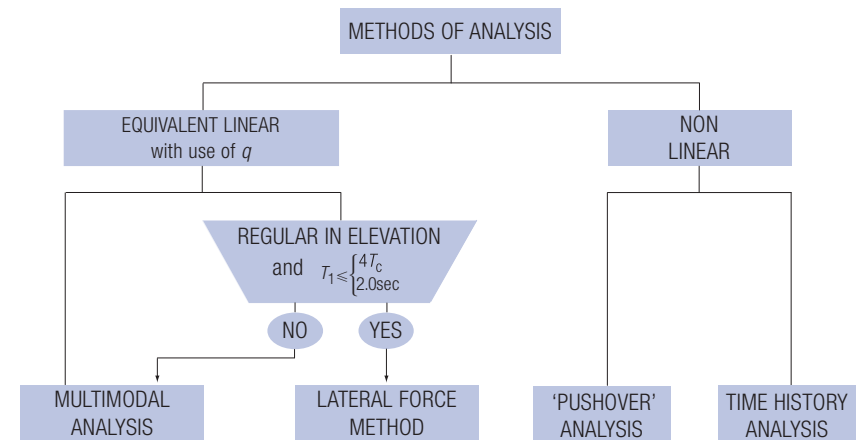 METHODS OF ANALYSIS
EQUIVALENT LINEAR
with use of q
NON
LINEAR
REGULAR IN ELEVATION
and T1⩽{4Tc
2.0sec
NO
YES
MULTIMODAL
ANALYSIS
LATERAL FORCE
METHOD
‘PUSHOVER’
ANALYSIS
TIME HISTORY
ANALYSIS